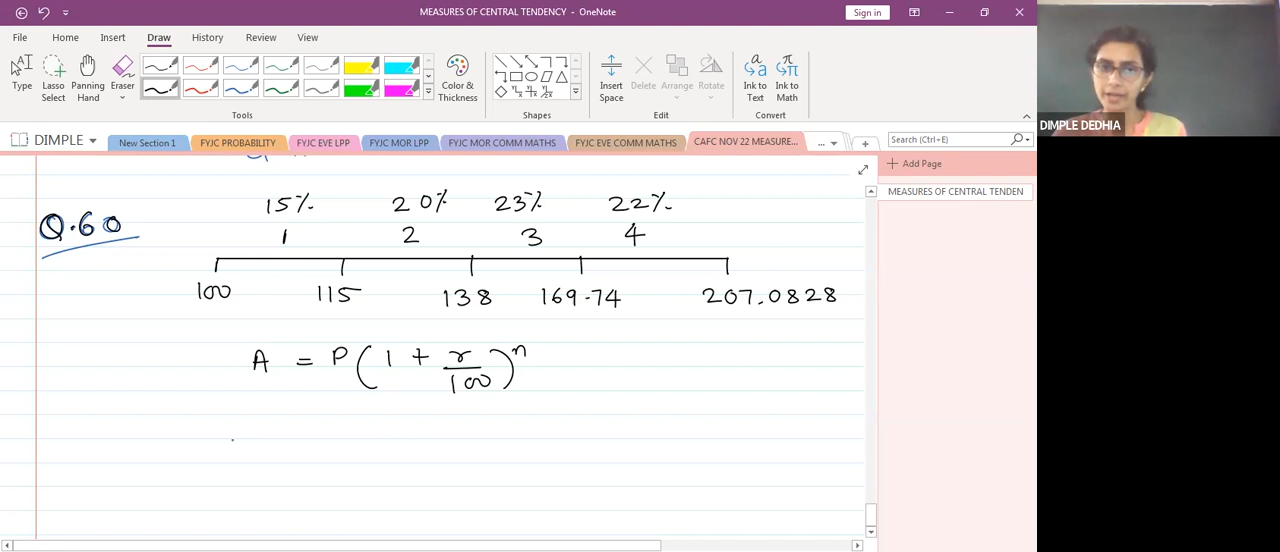 MEASURES OF CENTRAL TENDENCY - OneNote
Sign in
File Home Insert Draw History Review View
Type
Lasso Select
Panning Hand
Eraser
Color & Thickness
Insert Space
Delete
Arrange
Rotate
Ink to Text
Ink to Math
Tools
Shapes
Edit
Convert
DIMPLE DEDHIA
DIMPLE
New Section 1
FYJC PROBABILITY
FYJC EVE LPP
FYJC MOR LPP
FYJC MOR COMM MATHS
FYJC EVE COMM MATHS
CAFC NOV 22 MEASURE...
...
Search (Ctrl+E)
Add Page
MEASURES OF CENTRAL TENDEN
Q.60
15% 20% 23% 22%
1 2 3 4
100 115 138 169.74 207.0828
A = P(1 + r/100)^n